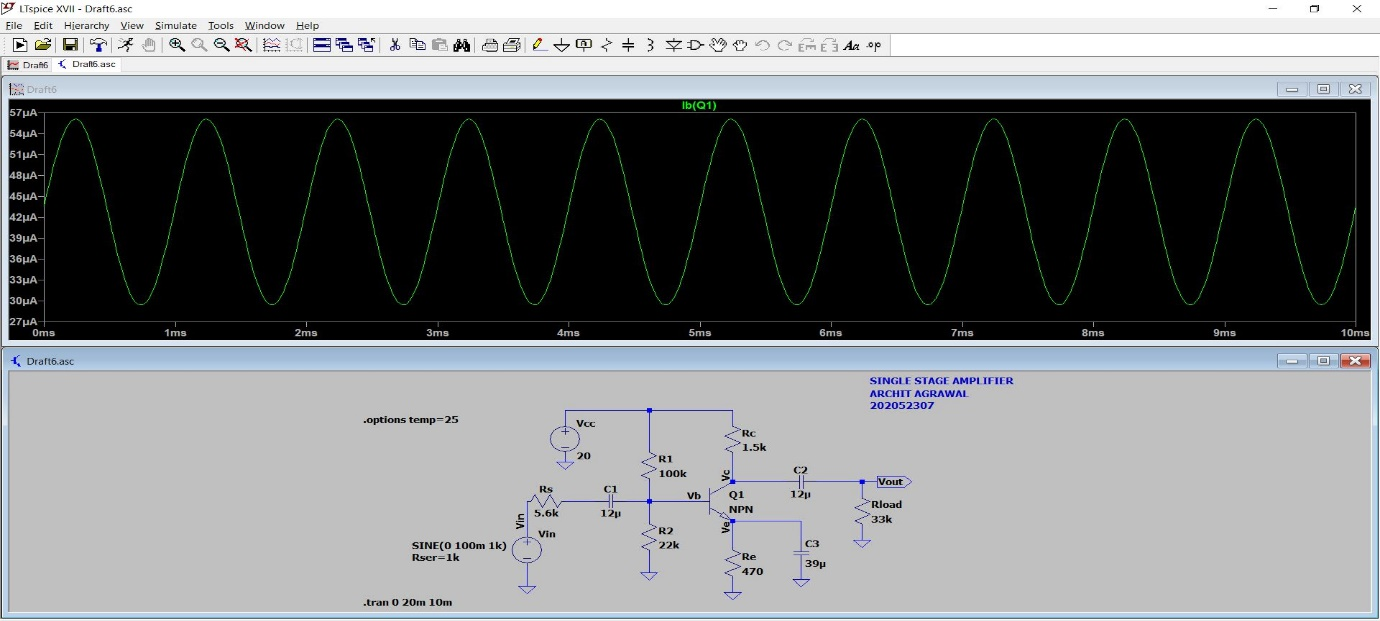 LTspice XVII - Draft6.asc
File Edit Hierarchy View Simulate Tools Window Help
Draft6 Draft6.asc
Draft6
Ib(Q1)
57µA
54µA
51µA
48µA
45µA
42µA
39µA
36µA
33µA
30µA
27µA
0ms 1ms 2ms 3ms 4ms 5ms 6ms 7ms 8ms 9ms 10ms
Draft6.asc
SINGLE STAGE AMPLIFIER
ARCHIT AGRAWAL
202052307
.options temp=25
Vcc
20
R1
100k
Rc
1.5k
Rs
5.6k
C1
12µ
Vb
Vc
Q1
NPN
Ve
C2
12µ
Vout
Rload
33k
Vin
Vin
SINE(0 100m 1k)
Rser=1k
R2
22k
Re
470
C3
39µ
.tran 0 20m 10m